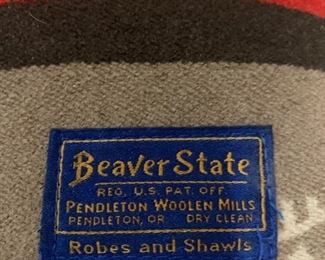 Beaver State
REG. U.S. PAT. OFF.
PENDLETON WOOLEN MILLS
PENDLETON, OR DRY CLEAN
Robes and Shawls